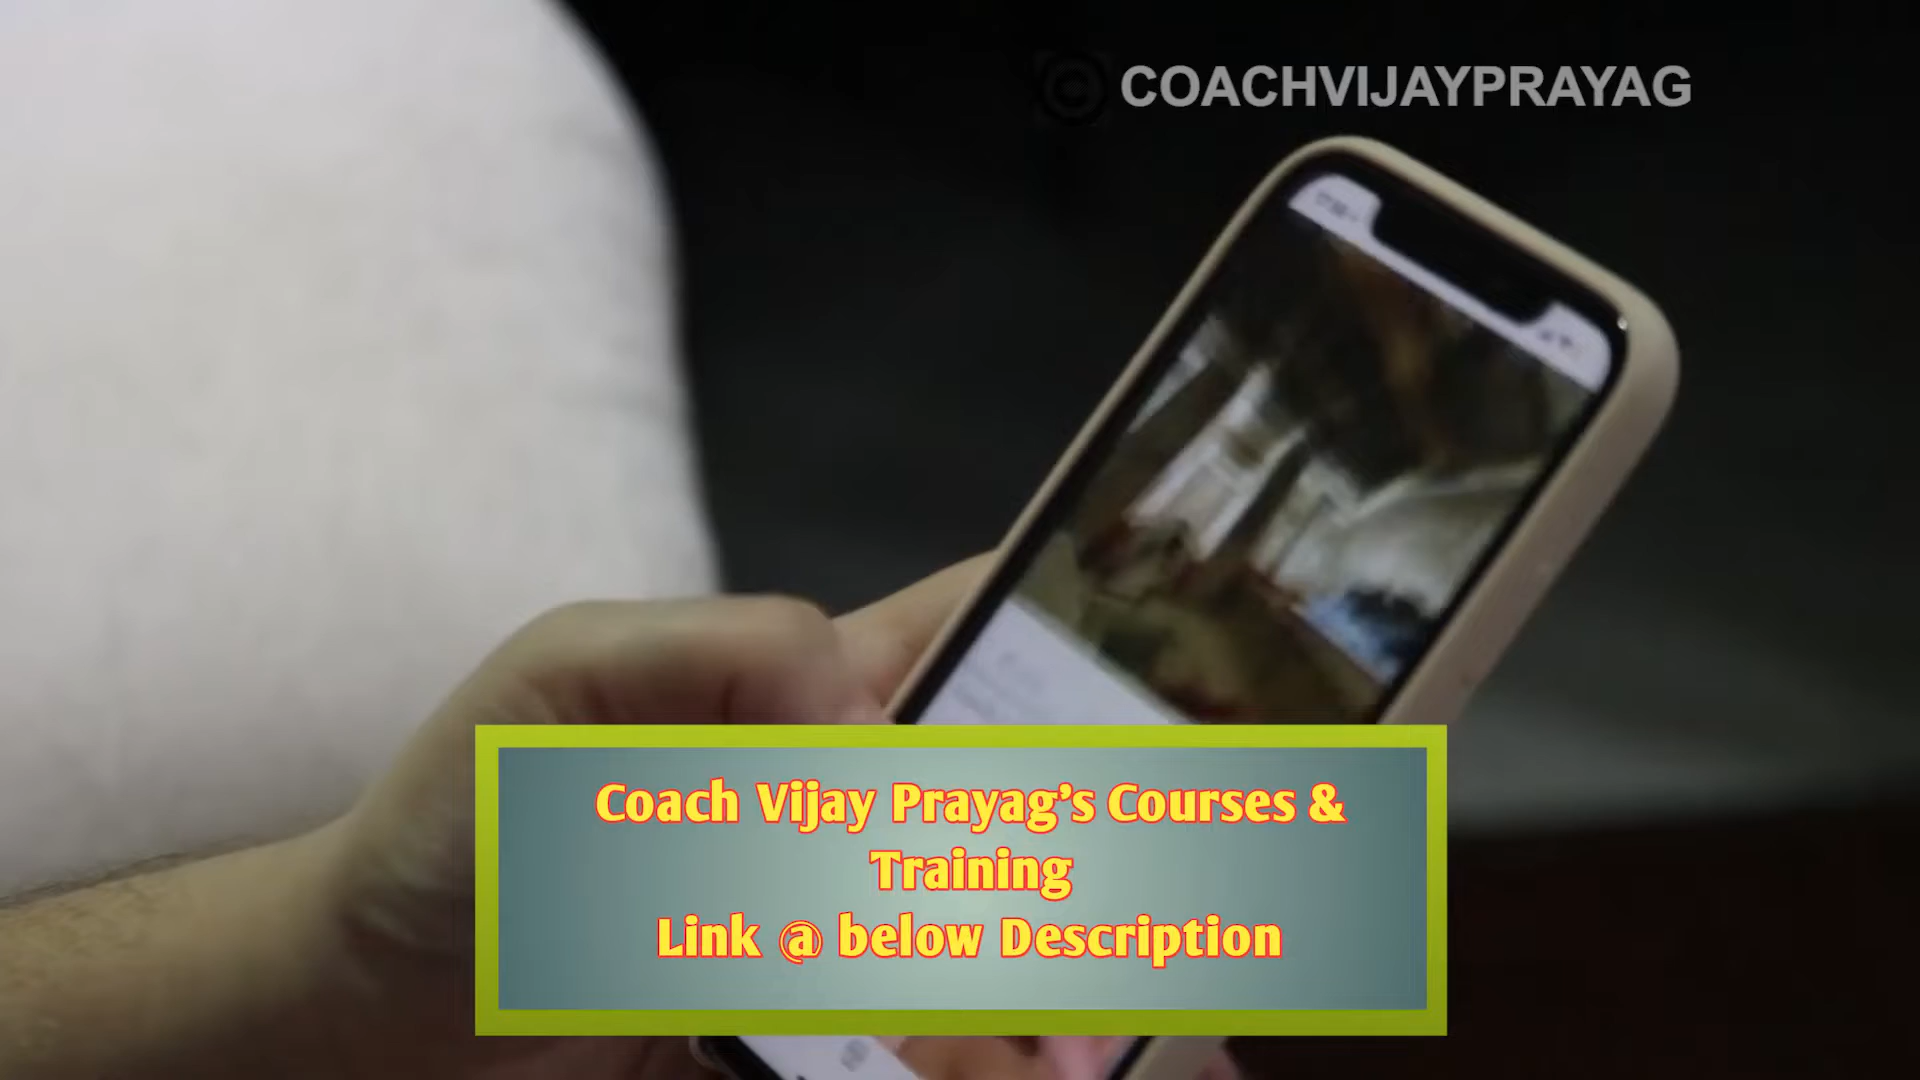 © COACHVIJAYPRAYAG
Coach Vijay Prayag's Courses &
Training
Link @ below Description